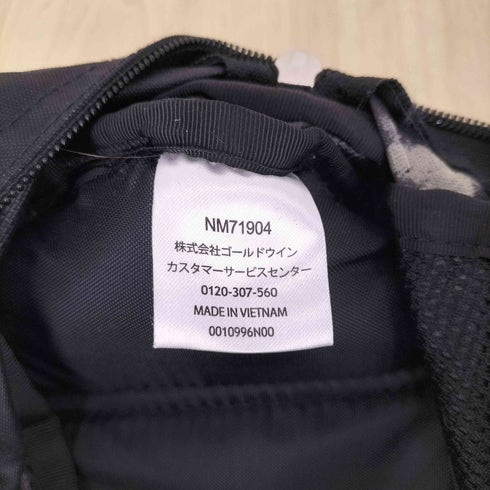 NM71904
株式会社ゴールドウイン
カスタマーサービスセンター
0120-307-560
MADE IN VIETNAM
0010996N00